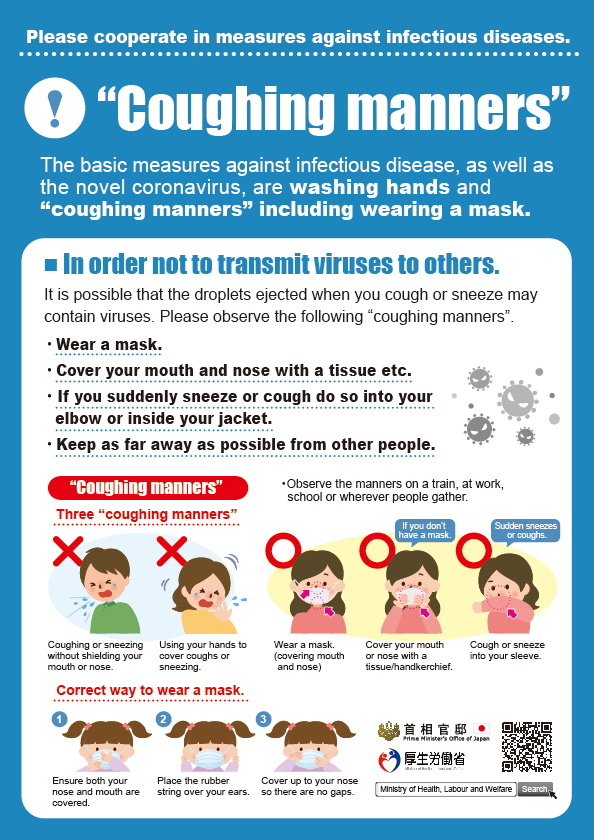 Please cooperate in measures against infectious diseases.
“Coughing manners”
The basic measures against infectious disease, as well as
the novel coronavirus, are washing hands and
“coughing manners” including wearing a mask.
■ In order not to transmit viruses to others.
It is possible that the droplets ejected when you cough or sneeze may
contain viruses. Please observe the following “coughing manners”.
・Wear a mask.
・Cover your mouth and nose with a tissue etc.
・If you suddenly sneeze or cough do so into your
elbow or inside your jacket.
・Keep as far away as possible from other people.
“Coughing manners”
・Observe the manners on a train, at work,
school or wherever people gather.
Three “coughing manners”
If you don't
have a mask.
Sudden sneezes
or coughs.
Coughing or sneezing
without shielding your
mouth or nose.
Using your hands to
cover coughs or
sneezing.
Wear a mask.
(covering mouth
and nose)
Cover your mouth
or nose with a
tissue/handkerchief.
Cough or sneeze
into your sleeve.
Correct way to wear a mask.
1
Ensure both your
nose and mouth are
covered.
2
Place the rubber
string over your ears.
3
Cover up to your nose
so there are no gaps.
首相官邸
Prime Minister's Office of Japan
厚生労働省
Ministry of Health, Labour and Welfare
Search